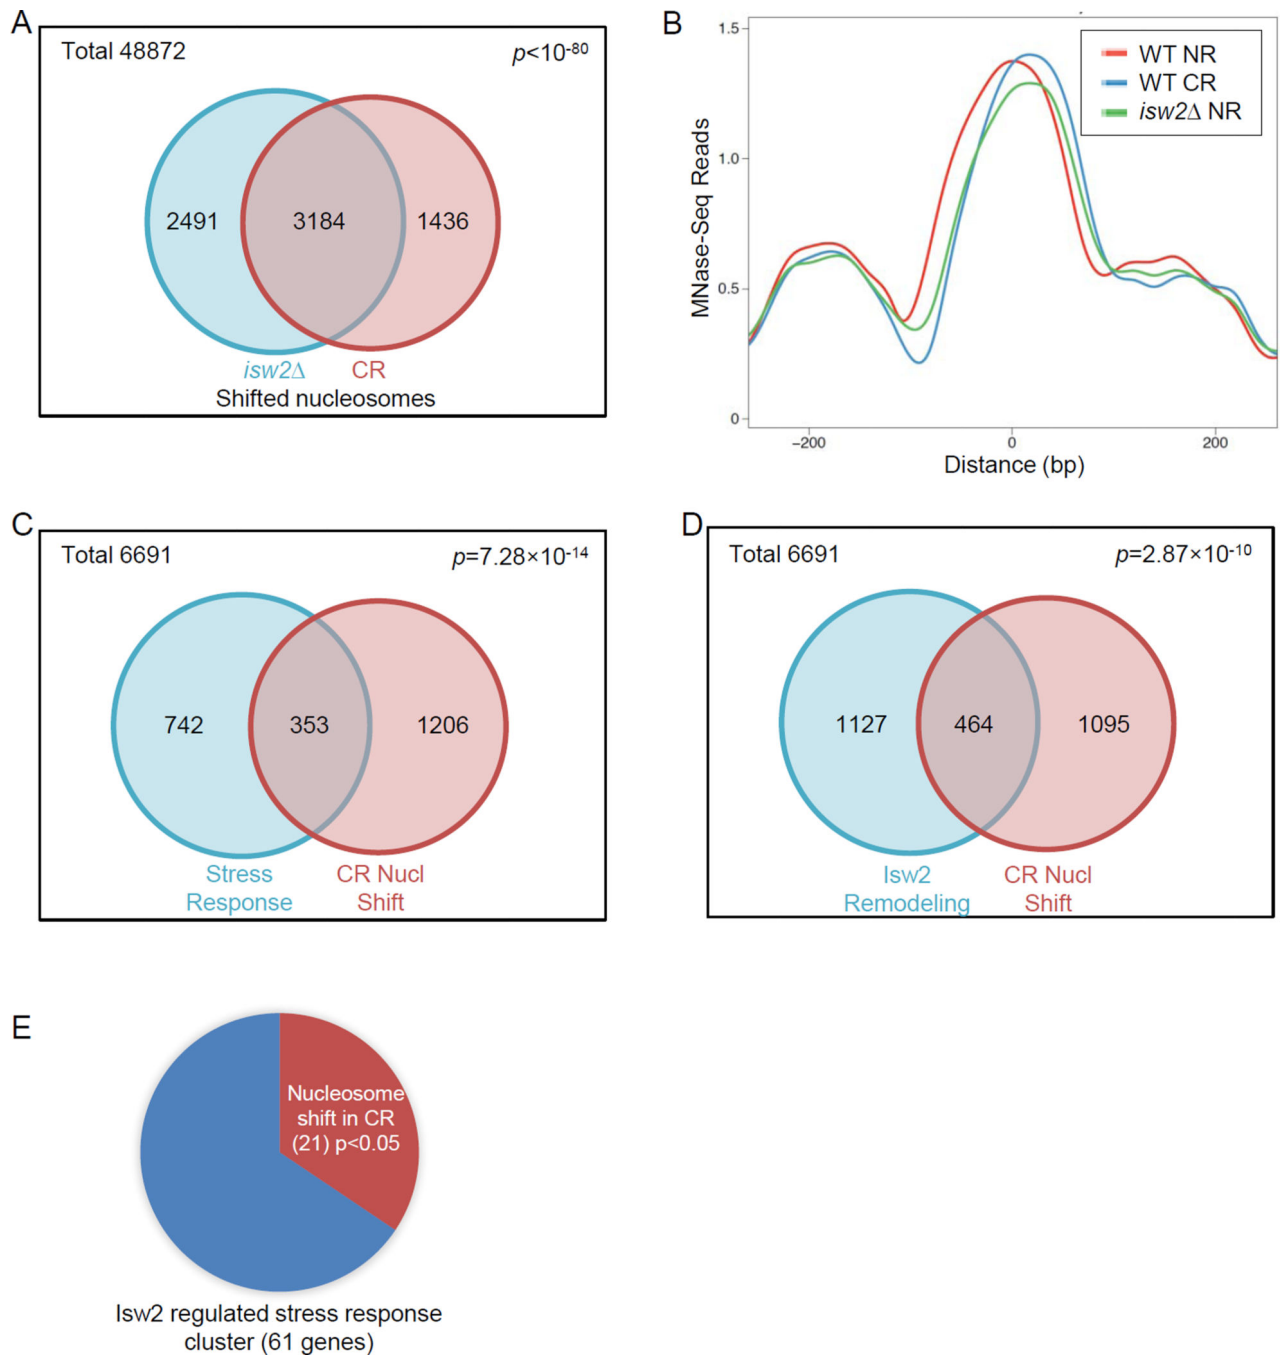 A
Total 48872
p<10⁻⁸⁰
2491
3184
1436
isw2Δ
CR
Shifted nucleosomes
B
1.5
1.0
0.5
0
MNase-Seq Reads
WT NR
WT CR
isw2Δ NR
−200
0
200
Distance (bp)
C
Total 6691
p=7.28×10⁻¹⁴
742
353
1206
Stress
Response
CR Nucl
Shift
D
Total 6691
p=2.87×10⁻¹⁰
1127
464
1095
Isw2
Remodeling
CR Nucl
Shift
E
Nucleosome
shift in CR
(21) p<0.05
Isw2 regulated stress response
cluster (61 genes)